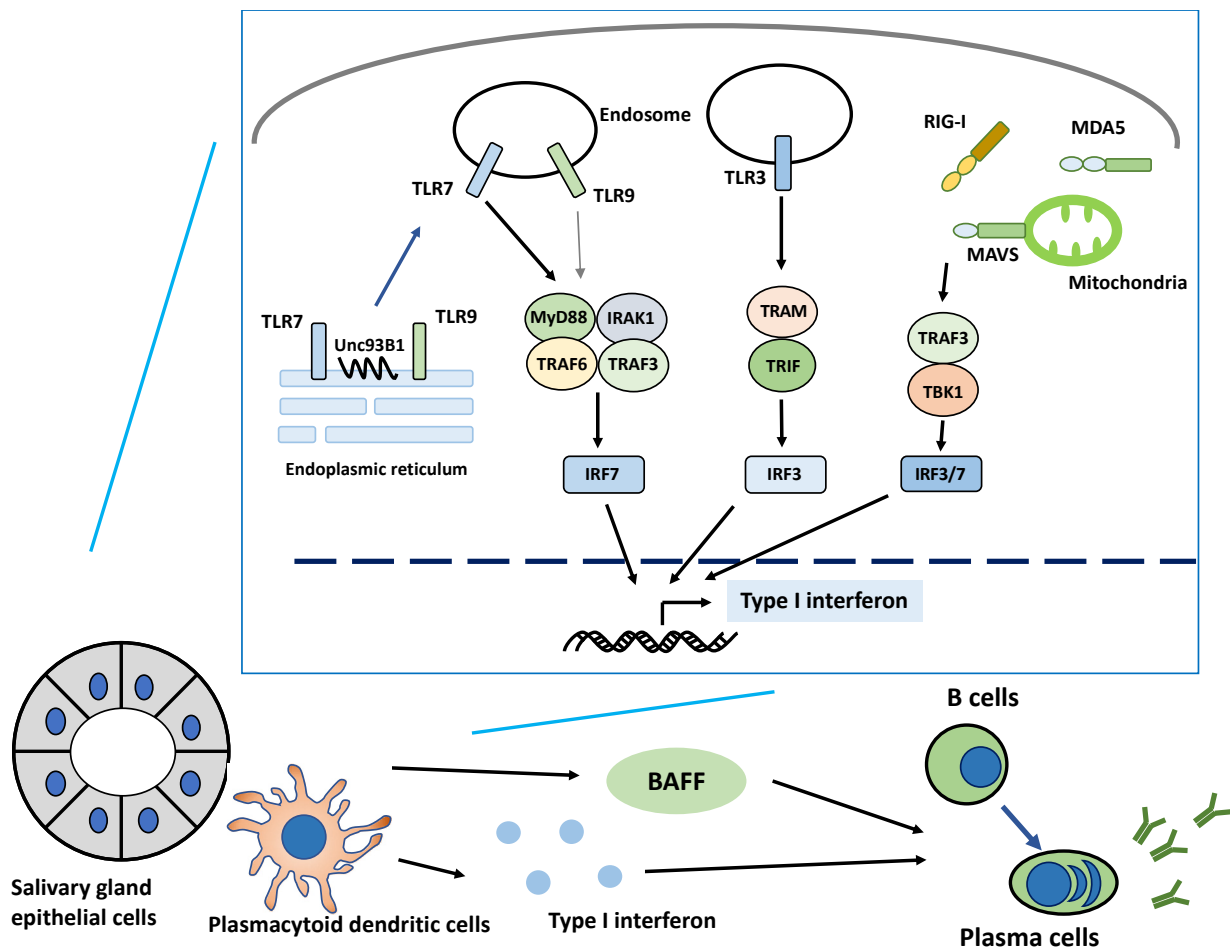 Endosome
TLR7
TLR9
TLR3
RIG-I
MDA5
MAVS
Mitochondria
TLR7
TLR9
Unc93B1
Endoplasmic reticulum
MyD88
IRAK1
TRAF6
TRAF3
TRAM
TRIF
TRAF3
TBK1
IRF7
IRF3
IRF3/7
Type I interferon
B cells
BAFF
Salivary gland
epithelial cells
Plasmacytoid dendritic cells
Type I interferon
Plasma cells